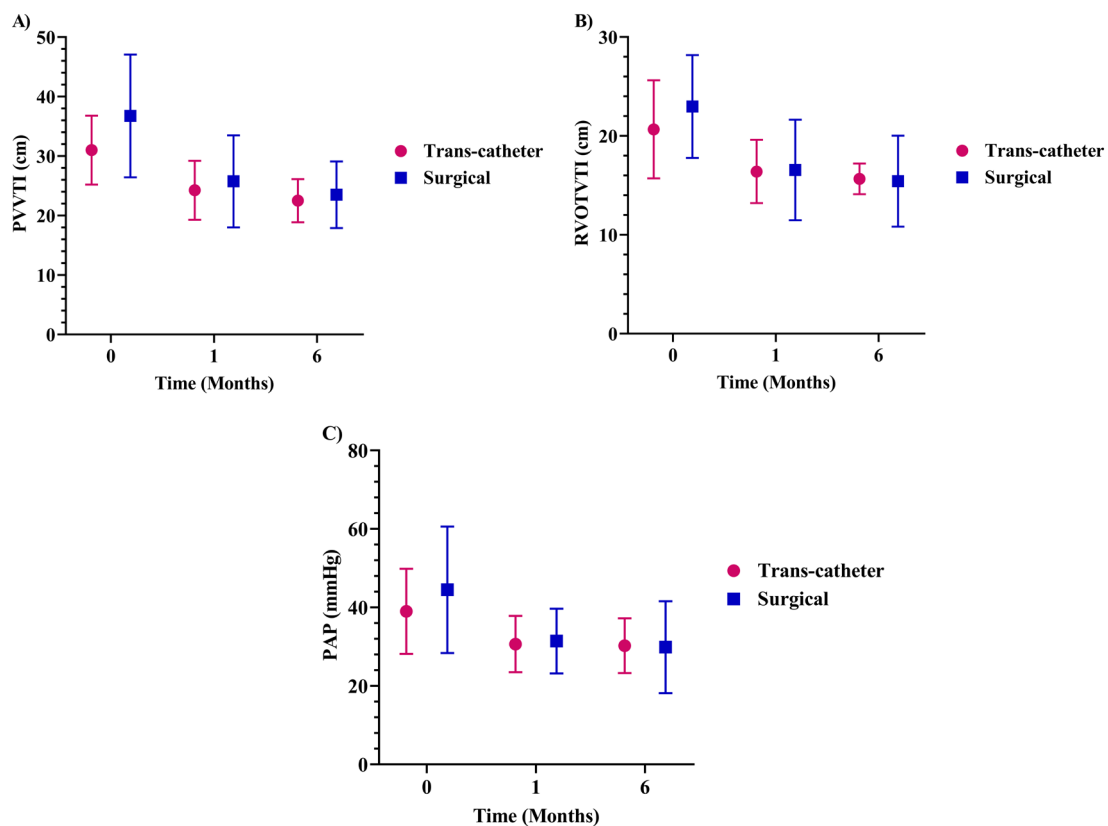 A)
PVVTI (cm)
50
40
30
20
10
0
0 1 6
Time (Months)
Trans-catheter
Surgical
B)
RVOTVTI (cm)
30
20
10
0
0 1 6
Time (Months)
Trans-catheter
Surgical
C)
PAP (mmHg)
80
60
40
20
0
0 1 6
Time (Months)
Trans-catheter
Surgical